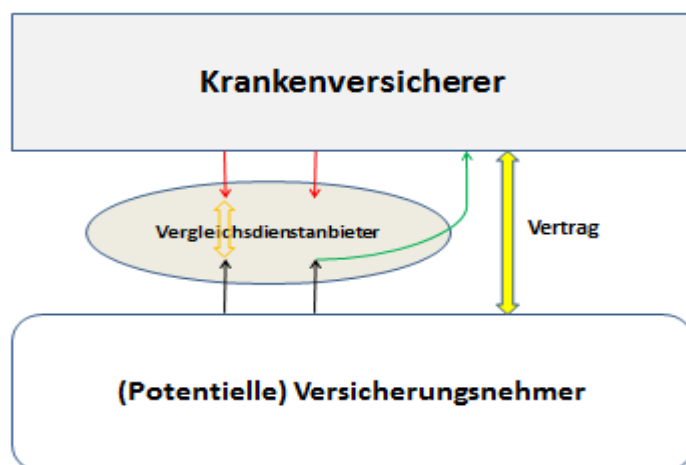 Krankenversicherer
Vergleichsdienstanbieter
Vertrag
(Potentielle) Versicherungsnehmer